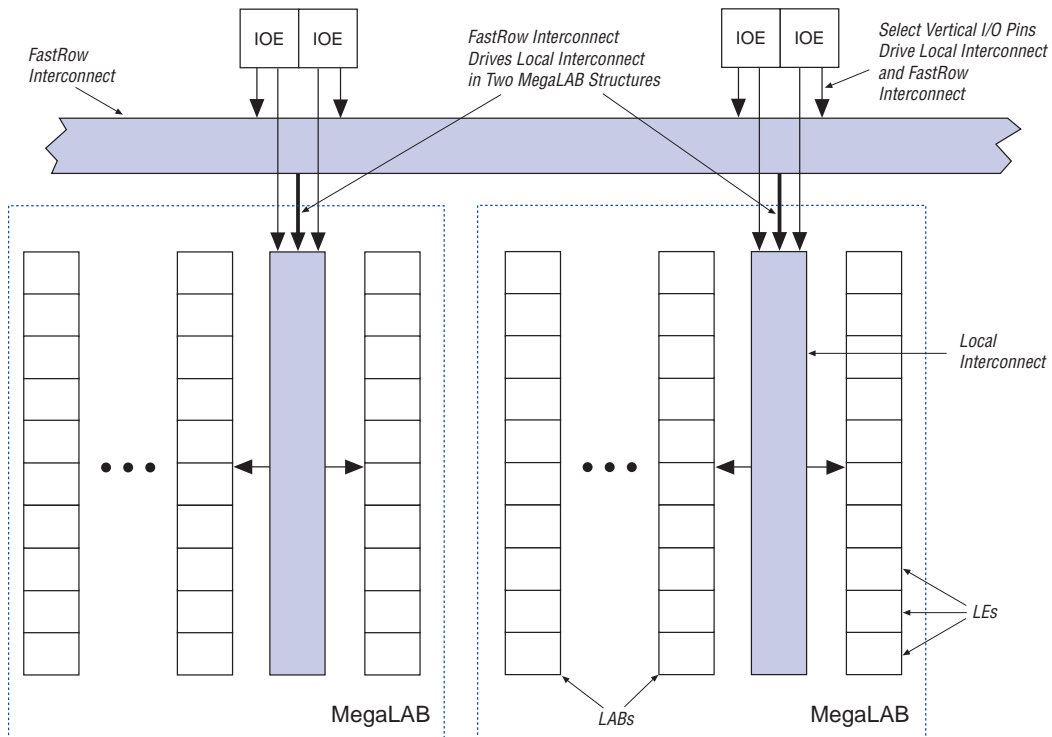 FastRow
Interconnect
IOE
IOE
FastRow Interconnect
Drives Local Interconnect
in Two MegaLAB Structures
IOE
IOE
Select Vertical I/O Pins
Drive Local Interconnect
and FastRow
Interconnect
Local
Interconnect
LEs
LABs
MegaLAB
MegaLAB